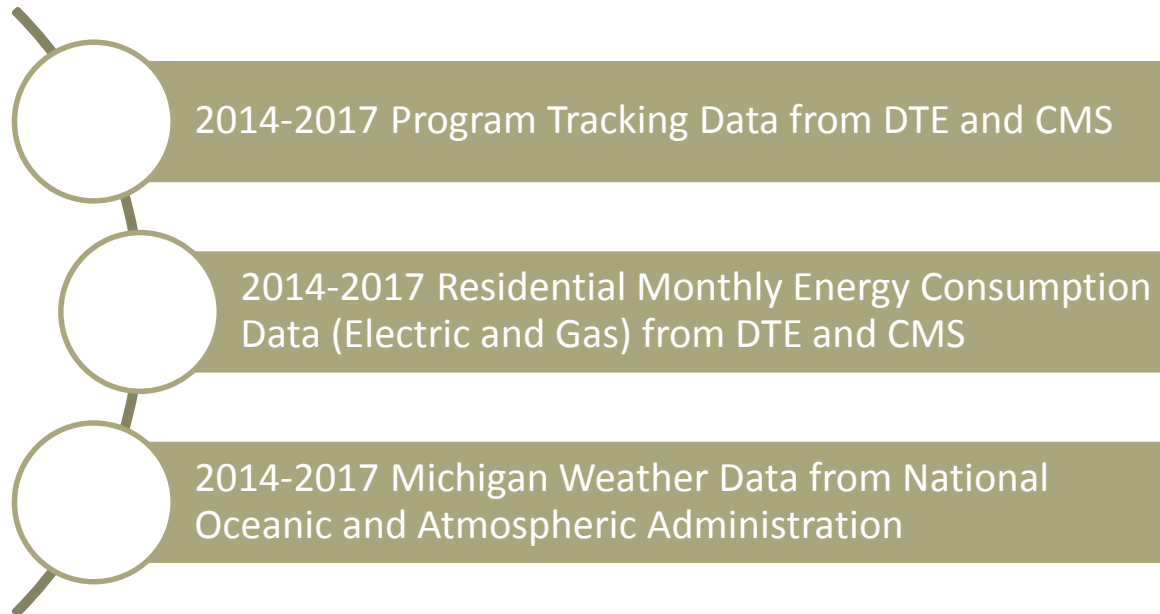 2014-2017 Program Tracking Data from DTE and CMS
2014-2017 Residential Monthly Energy Consumption
Data (Electric and Gas) from DTE and CMS
2014-2017 Michigan Weather Data from National
Oceanic and Atmospheric Administration